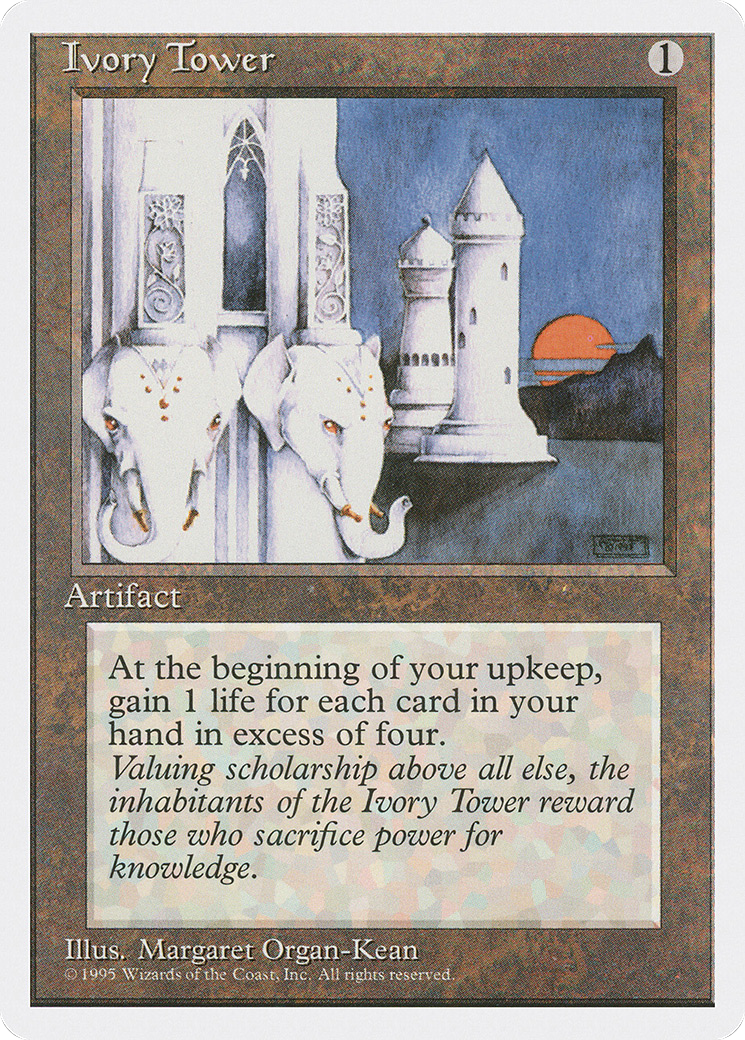 Ivory Tower 1
Artifact
At the beginning of your upkeep,
gain 1 life for each card in your
hand in excess of four.
Valuing scholarship above all else, the
inhabitants of the Ivory Tower reward
those who sacrifice power for
knowledge.
Illus. Margaret Organ-Kean
© 1995 Wizards of the Coast, Inc. All rights reserved.